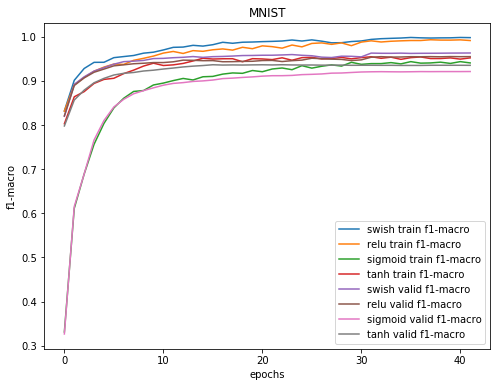 MNIST
1.0
0.9
0.8
0.7
0.6
0.5
0.4
0.3
f1-macro
swish train f1-macro
relu train f1-macro
sigmoid train f1-macro
tanh train f1-macro
swish valid f1-macro
relu valid f1-macro
sigmoid valid f1-macro
tanh valid f1-macro
0 10 20 30 40
epochs